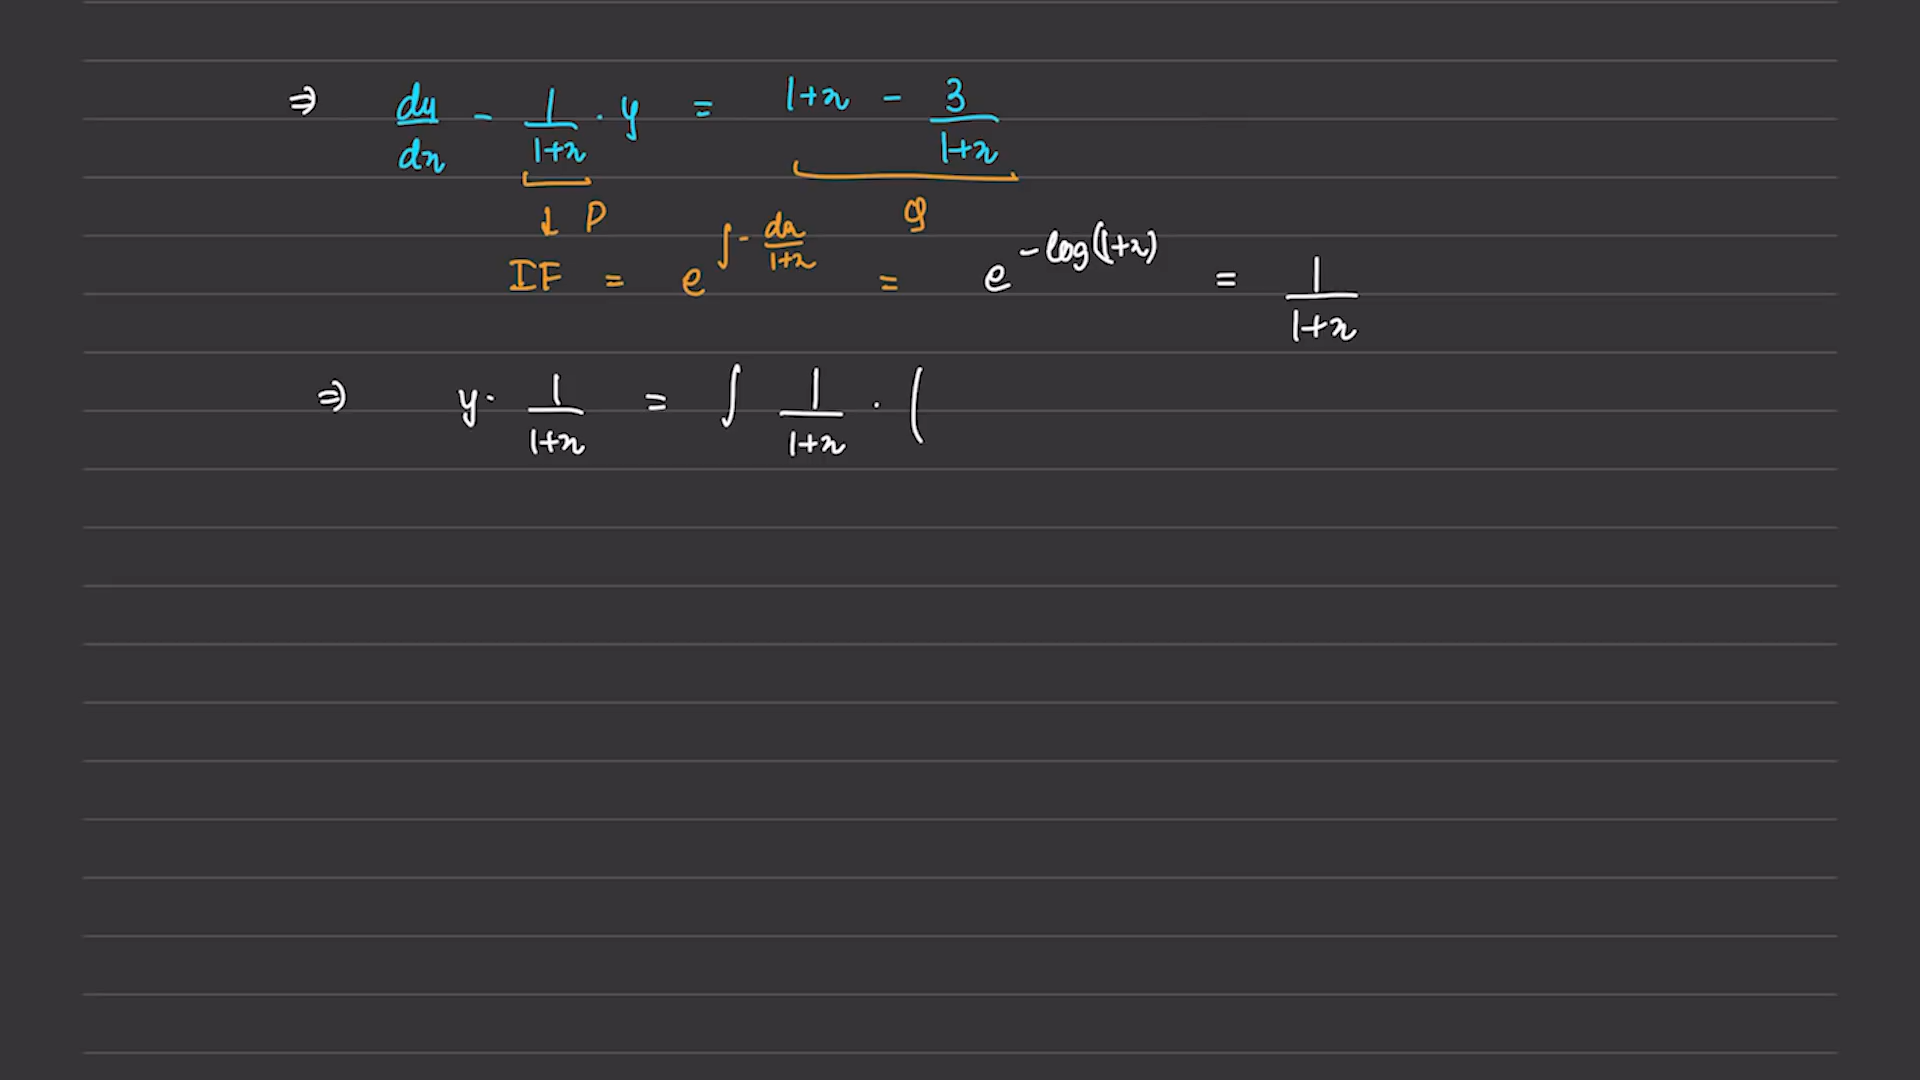 ⇒ dy/dx - 1/(1+x) · y = 1+x - 3/(1+x)
↓ P Q
IF = e^(∫ - dx/(1+x)) = e^(-log(1+x)) = 1/(1+x)
⇒ y · 1/(1+x) = ∫ 1/(1+x) · (